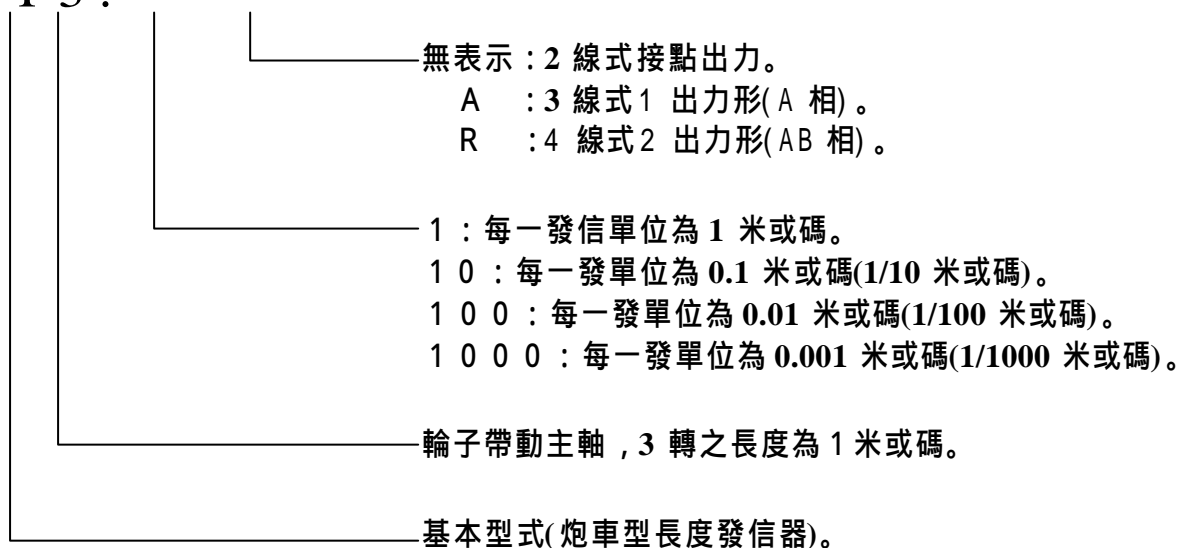 無表示：2 線式接點出力。
A ：3 線式1 出力形(A 相)。
R ：4 線式2 出力形(AB 相)。
1：每一發信單位為 1 米或碼。
10：每一發單位為 0.1 米或碼(1/10 米或碼)。
100：每一發單位為 0.01 米或碼(1/100 米或碼)。
1000：每一發單位為 0.001 米或碼(1/1000 米或碼)。
輪子帶動主軸，3 轉之長度為 1 米或碼。
基本型式(炮車型長度發信器)。